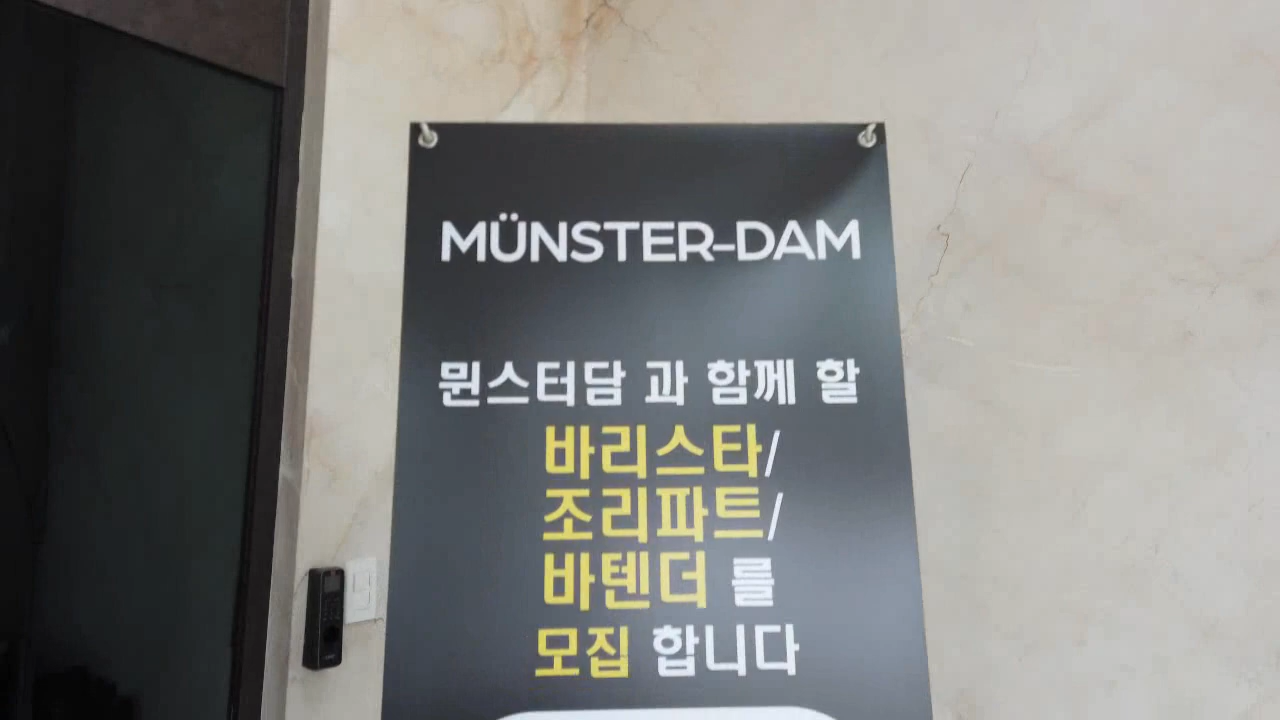 MÜNSTER-DAM
뮌스터담 과 함께 할
바리스타/
조리파트/
바텐더 를
모집 합니다